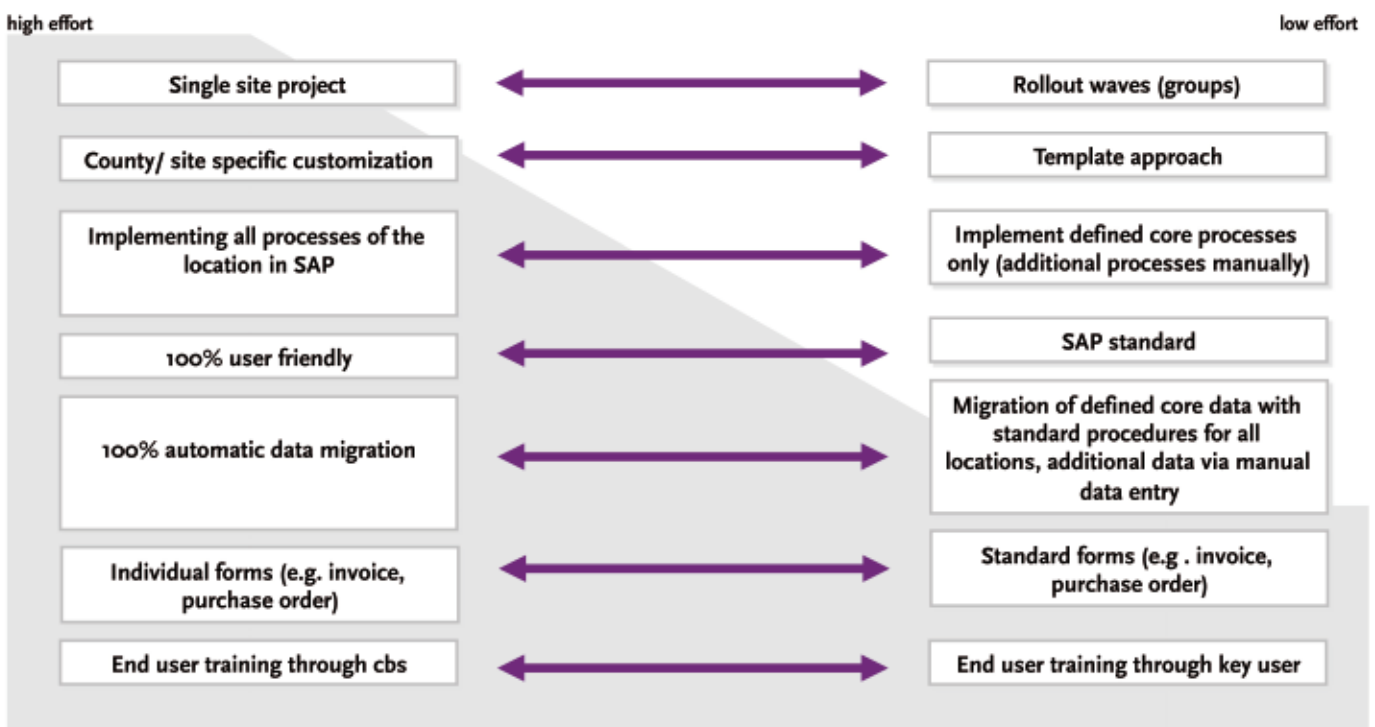 high effort
low effort
Single site project
Rollout waves (groups)
County/ site specific customization
Template approach
Implementing all processes of the
location in SAP
Implement defined core processes
only (additional processes manually)
100% user friendly
SAP standard
100% automatic data migration
Migration of defined core data with
standard procedures for all
locations, additional data via manual
data entry
Individual forms (e.g. invoice,
purchase order)
Standard forms (e.g . invoice,
purchase order)
End user training through cbs
End user training through key user